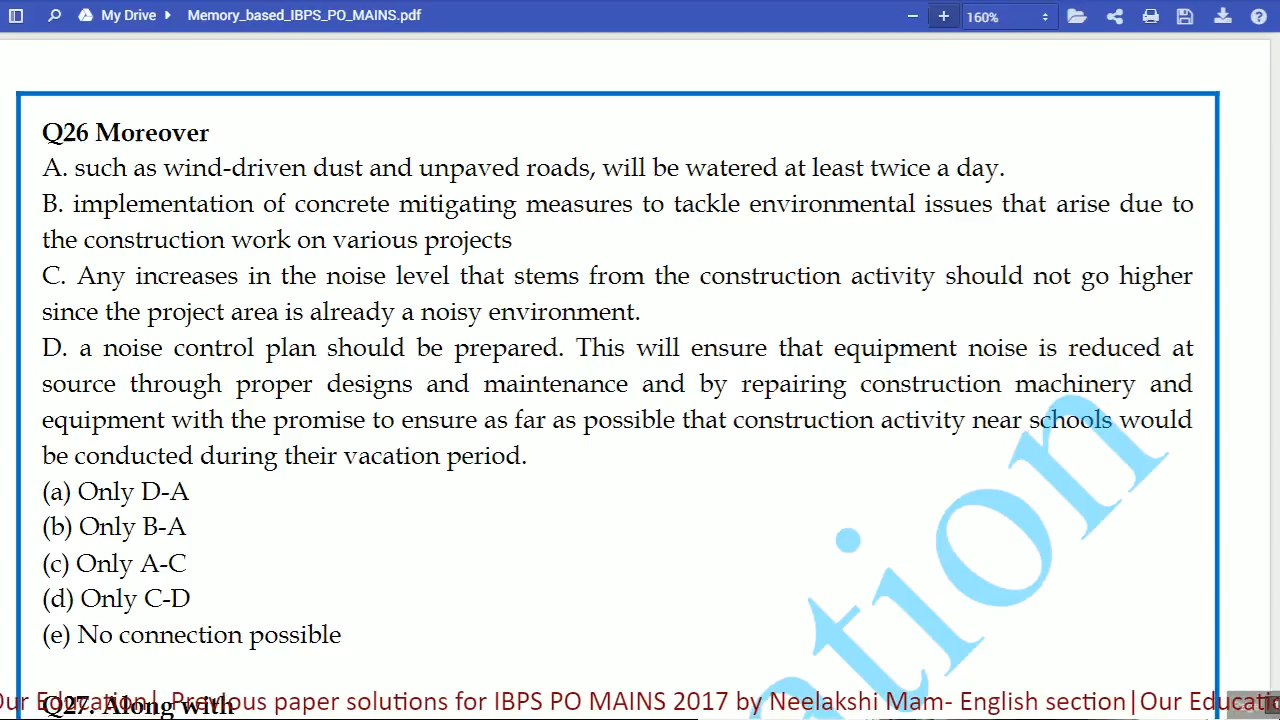 My Drive
Memory_based_IBPS_PO_MAINS.pdf
160%
Q26 Moreover
A. such as wind-driven dust and unpaved roads, will be watered at least twice a day.
B. implementation of concrete mitigating measures to tackle environmental issues that arise due to
the construction work on various projects
C. Any increases in the noise level that stems from the construction activity should not go higher
since the project area is already a noisy environment.
D. a noise control plan should be prepared. This will ensure that equipment noise is reduced at
source through proper designs and maintenance and by repairing construction machinery and
equipment with the promise to ensure as far as possible that construction activity near schools would
be conducted during their vacation period.
(a) Only D-A
(b) Only B-A
(c) Only A-C
(d) Only C-D
(e) No connection possible
Q27. Along with
Our Education| Previous paper solutions for IBPS PO MAINS 2017 by Neelakshi Mam- English section|Our Educatio
ation